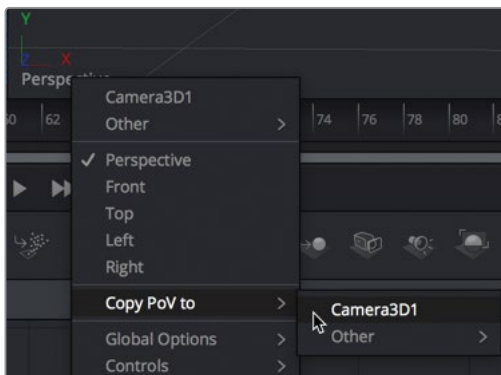 Y
Z X
Perspective
60 62 74 76 78 80
Camera3D1
Other
Perspective
Front
Top
Left
Right
Copy PoV to
Camera3D1
Global Options
Other
Controls